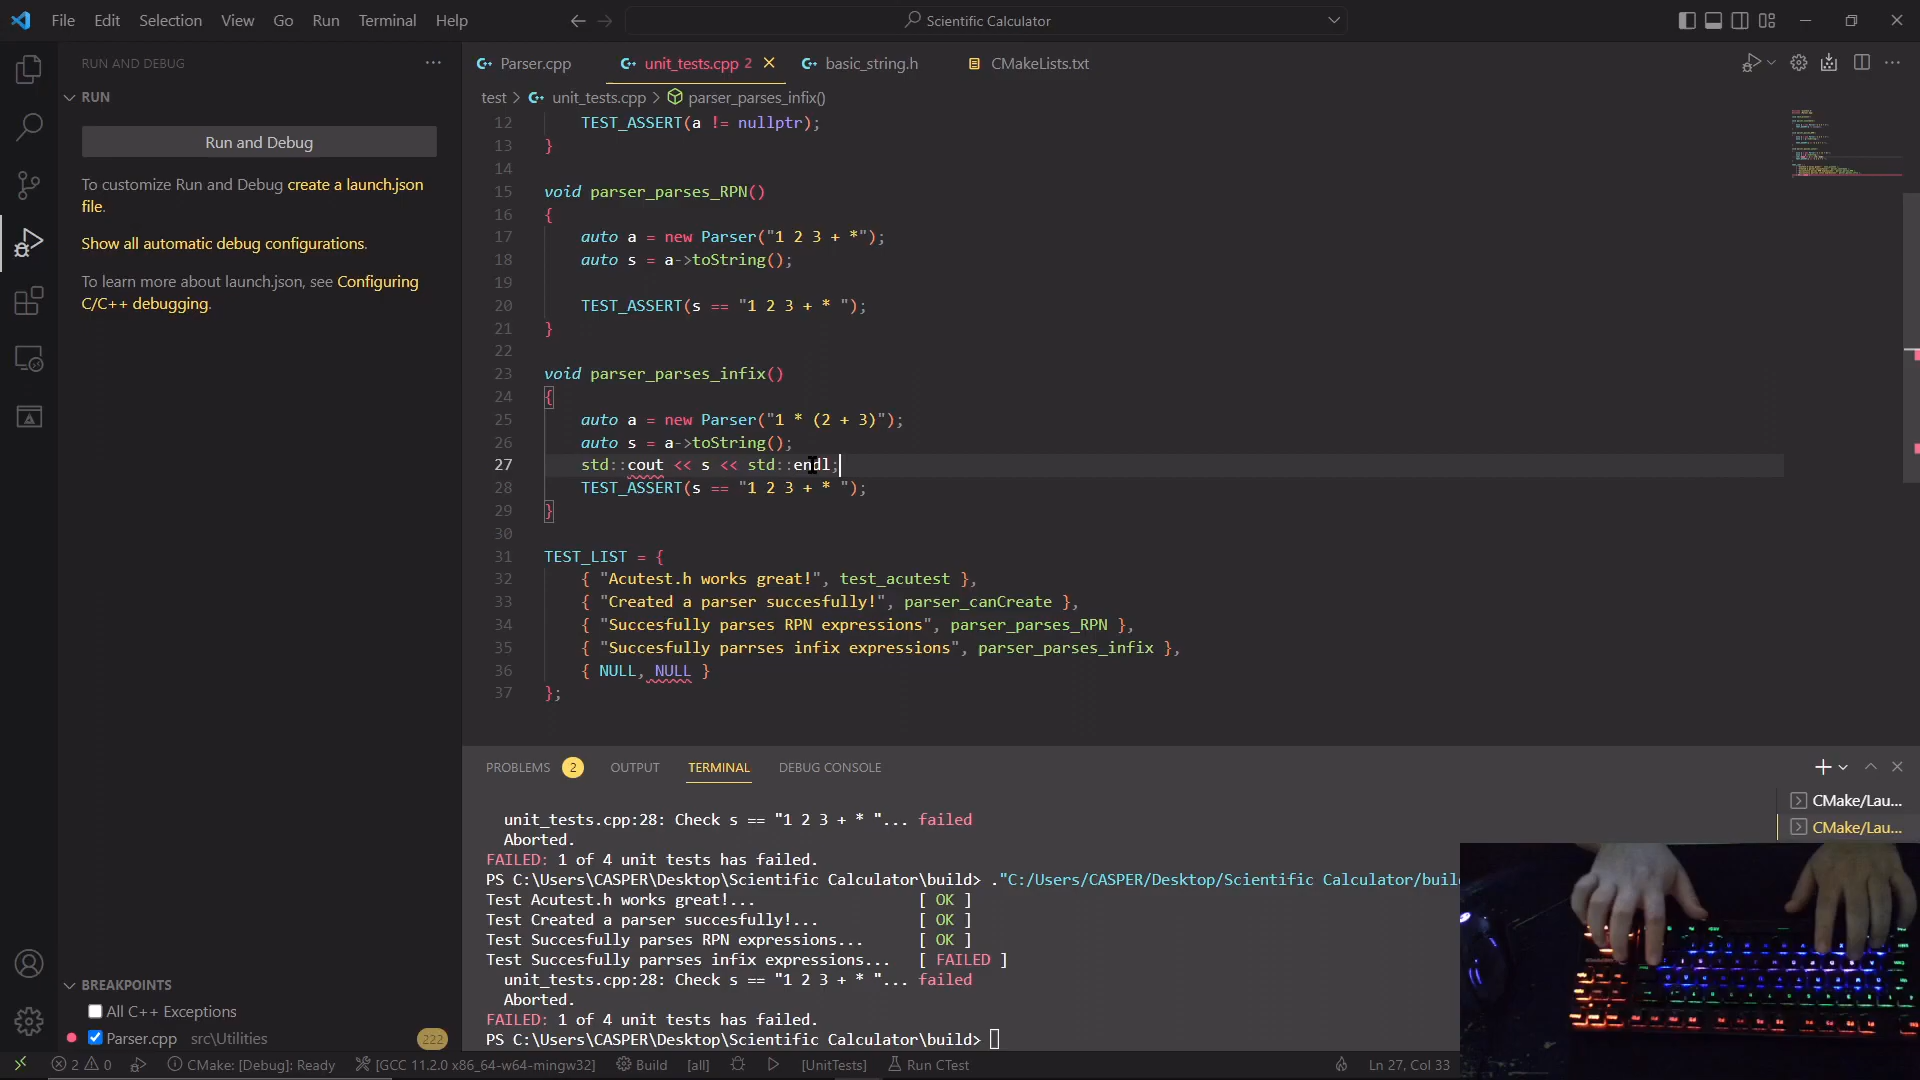 File Edit Selection View Go Run Terminal Help
Scientific Calculator
RUN AND DEBUG
RUN
Run and Debug
To customize Run and Debug create a launch.json
file.
Show all automatic debug configurations.
To learn more about launch.json, see Configuring
C/C++ debugging.
BREAKPOINTS
All C++ Exceptions
Parser.cpp src\Utilities 222
Parser.cpp unit_tests.cpp 2 basic_string.h CMakeLists.txt
test > unit_tests.cpp > parser_parses_infix()
12 TEST_ASSERT(a != nullptr);
13 }
14
15 void parser_parses_RPN()
16 {
17 auto a = new Parser("1 2 3 + *");
18 auto s = a->toString();
19
20 TEST_ASSERT(s == "1 2 3 + * ");
21 }
22
23 void parser_parses_infix()
24 {
25 auto a = new Parser("1 * (2 + 3)");
26 auto s = a->toString();
27 std::cout << s << std::endl;
28 TEST_ASSERT(s == "1 2 3 + * ");
29 }
30
31 TEST_LIST = {
32 { "Acutest.h works great!", test_acutest },
33 { "Created a parser succesfully!", parser_canCreate },
34 { "Succesfully parses RPN expressions", parser_parses_RPN },
35 { "Succesfully parrses infix expressions", parser_parses_infix },
36 { NULL, NULL }
37 };
PROBLEMS 2 OUTPUT TERMINAL DEBUG CONSOLE
CMake/Lau...
CMake/Lau...
unit_tests.cpp:28: Check s == "1 2 3 + * "... failed
Aborted.
FAILED: 1 of 4 unit tests has failed.
PS C:\Users\CASPER\Desktop\Scientific Calculator\build> ."C:/Users/CASPER/Desktop/Scientific Calculator/buil
Test Acutest.h works great!... [ OK ]
Test Created a parser succesfully!... [ OK ]
Test Succesfully parses RPN expressions... [ OK ]
Test Succesfully parrses infix expressions... [ FAILED ]
unit_tests.cpp:28: Check s == "1 2 3 + * "... failed
Aborted.
FAILED: 1 of 4 unit tests has failed.
PS C:\Users\CASPER\Desktop\Scientific Calculator\build>
2 0 CMake: [Debug]: Ready [GCC 11.2.0 x86_64-w64-mingw32] Build [all] [UnitTests] Run CTest Ln 27, Col 33